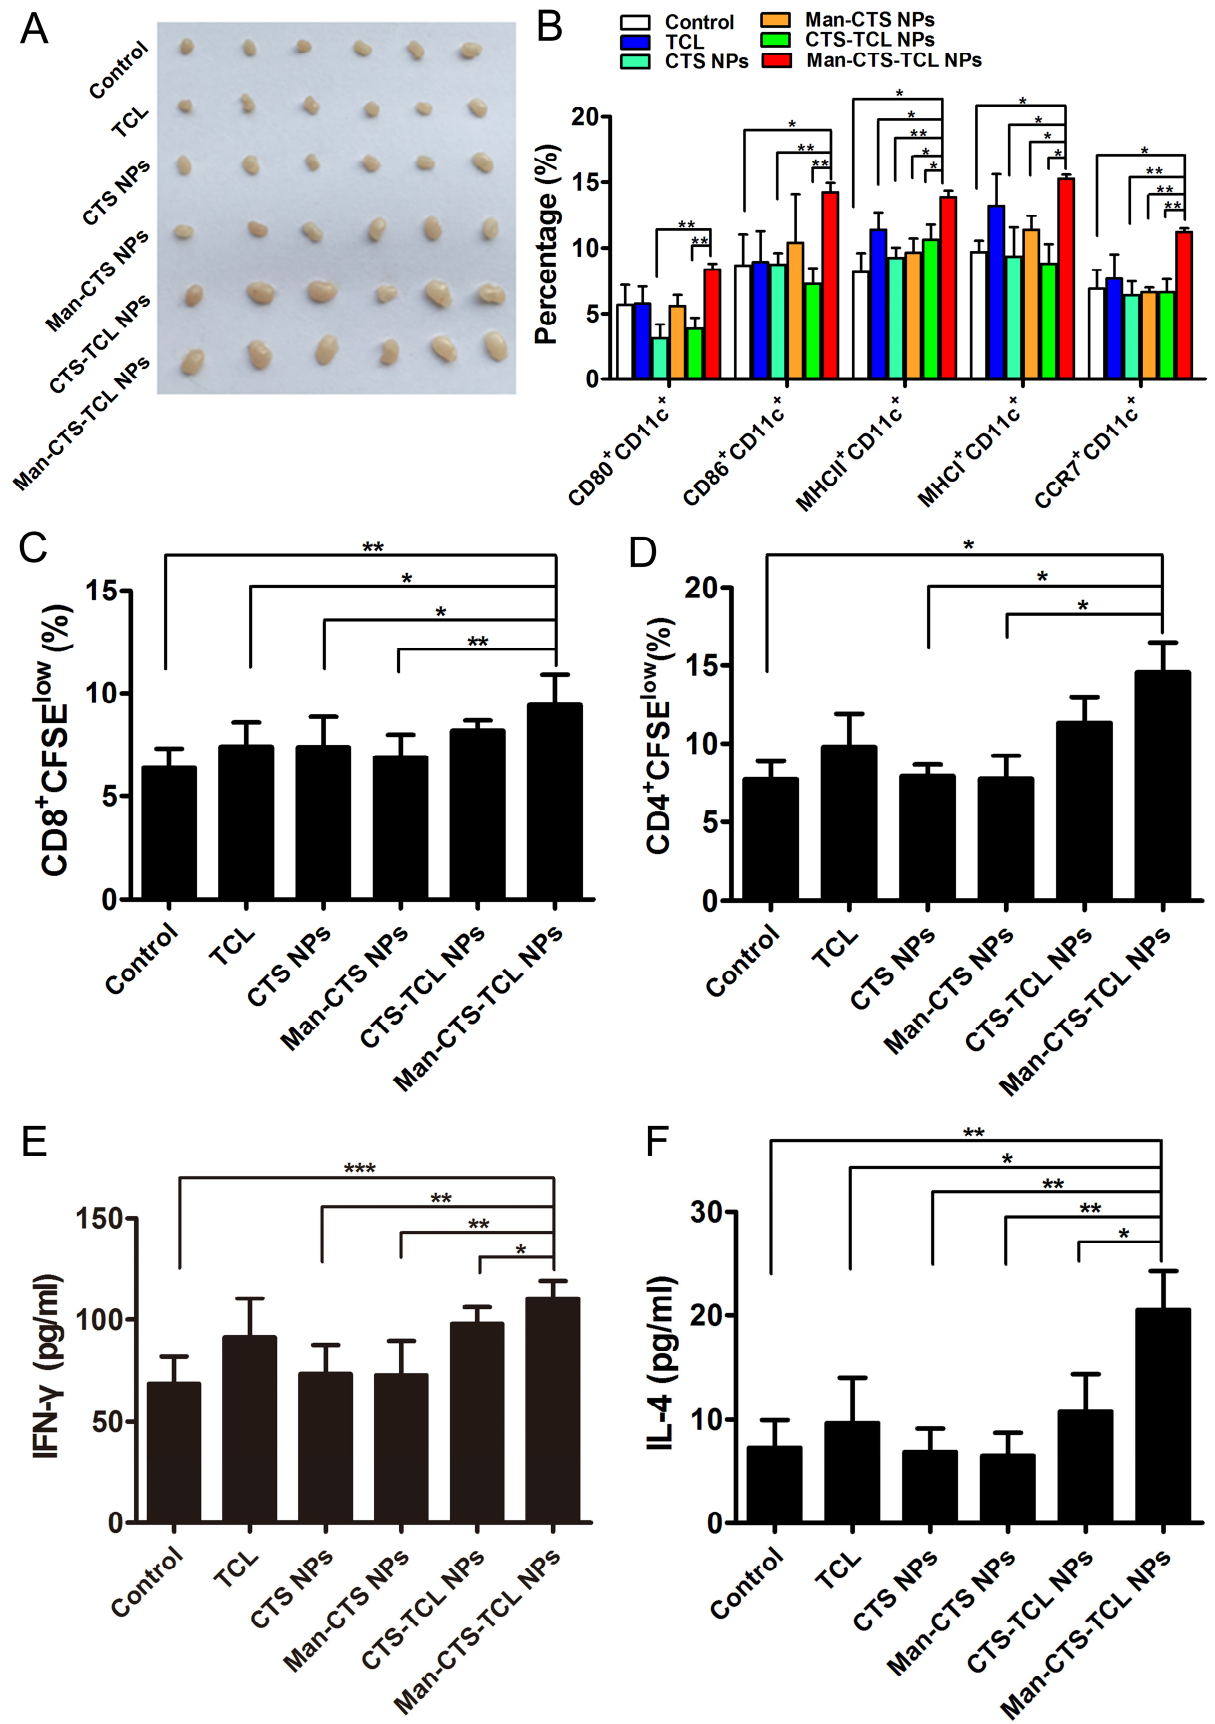 A
Control
TCL
CTS NPs
Man-CTS NPs
CTS-TCL NPs
Man-CTS-TCL NPs
B
Control
TCL
CTS NPs
Man-CTS NPs
CTS-TCL NPs
Man-CTS-TCL NPs
Percentage (%)
20
15
10
5
0
** **
* ** **
* * ** * *
* * * *
* ** ** **
CD80+CD11c+
CD86+CD11c+
MHCII+CD11c+
MHCI+CD11c+
CCR7+CD11c+
C
CD8+CFSElow (%)
15
10
5
0
**
*
*
**
Control
TCL
CTS NPs
Man-CTS NPs
CTS-TCL NPs
Man-CTS-TCL NPs
D
CD4+CFSElow(%)
20
15
10
5
0
*
*
*
Control
TCL
CTS NPs
Man-CTS NPs
CTS-TCL NPs
Man-CTS-TCL NPs
E
IFN-γ (pg/ml)
150
100
50
0
***
**
**
*
Control
TCL
CTS NPs
Man-CTS NPs
CTS-TCL NPs
Man-CTS-TCL NPs
F
IL-4 (pg/ml)
30
20
10
0
**
*
**
**
*
Control
TCL
CTS NPs
Man-CTS NPs
CTS-TCL NPs
Man-CTS-TCL NPs